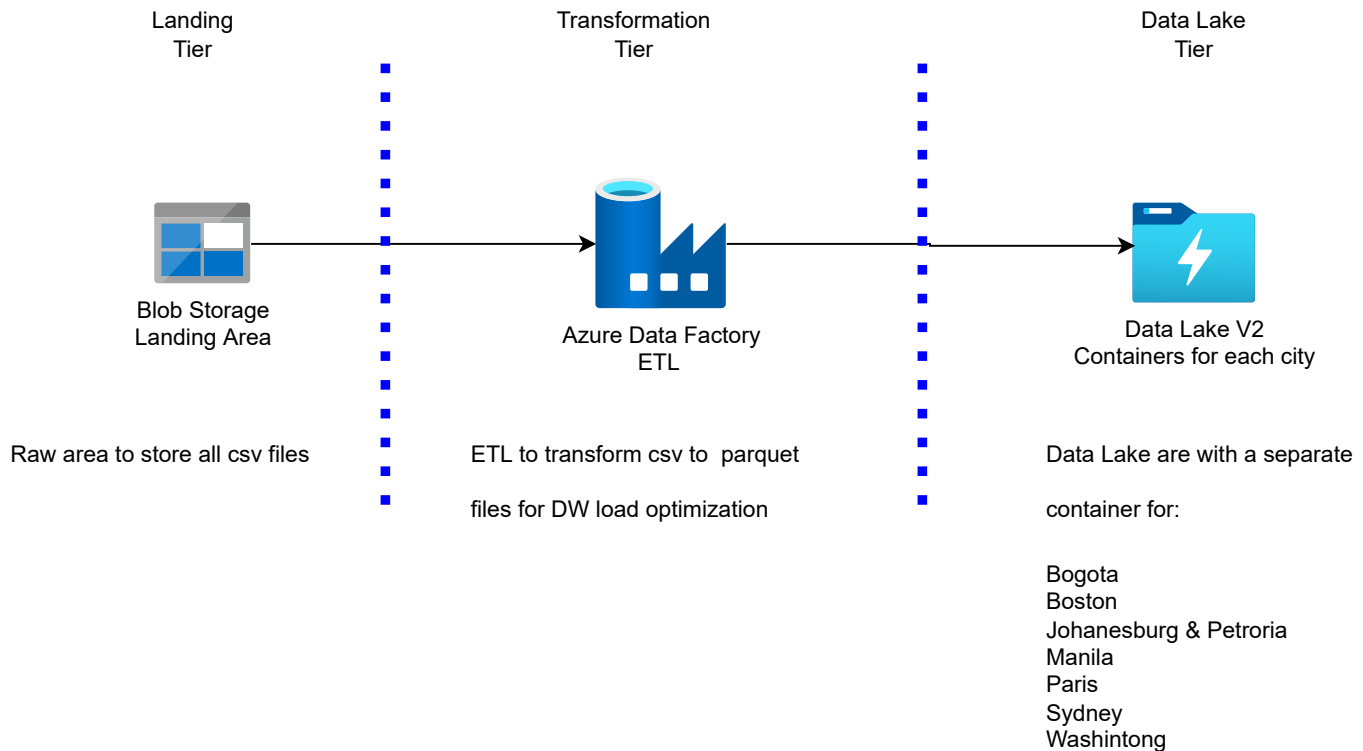 Landing
Tier
Transformation
Tier
Data Lake
Tier
Blob Storage
Landing Area
Azure Data Factory
ETL
Data Lake V2
Containers for each city
Raw area to store all csv files
ETL to transform csv to  parquet
files for DW load optimization
Data Lake are with a separate
container for:
Bogota
Boston
Johanesburg & Petroria
Manila
Paris
Sydney
Washintong